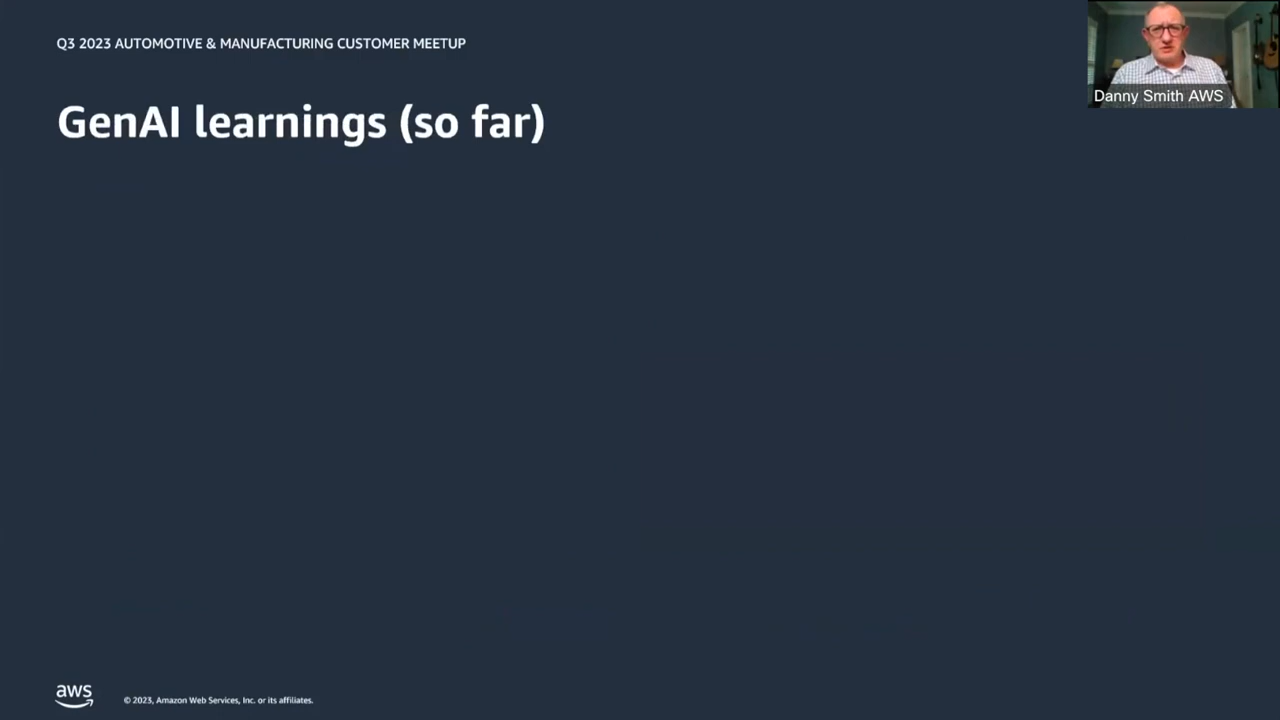 Q3 2023 AUTOMOTIVE & MANUFACTURING CUSTOMER MEETUP
Danny Smith AWS
GenAI learnings (so far)
aws
© 2023, Amazon Web Services, Inc. or its affiliates.